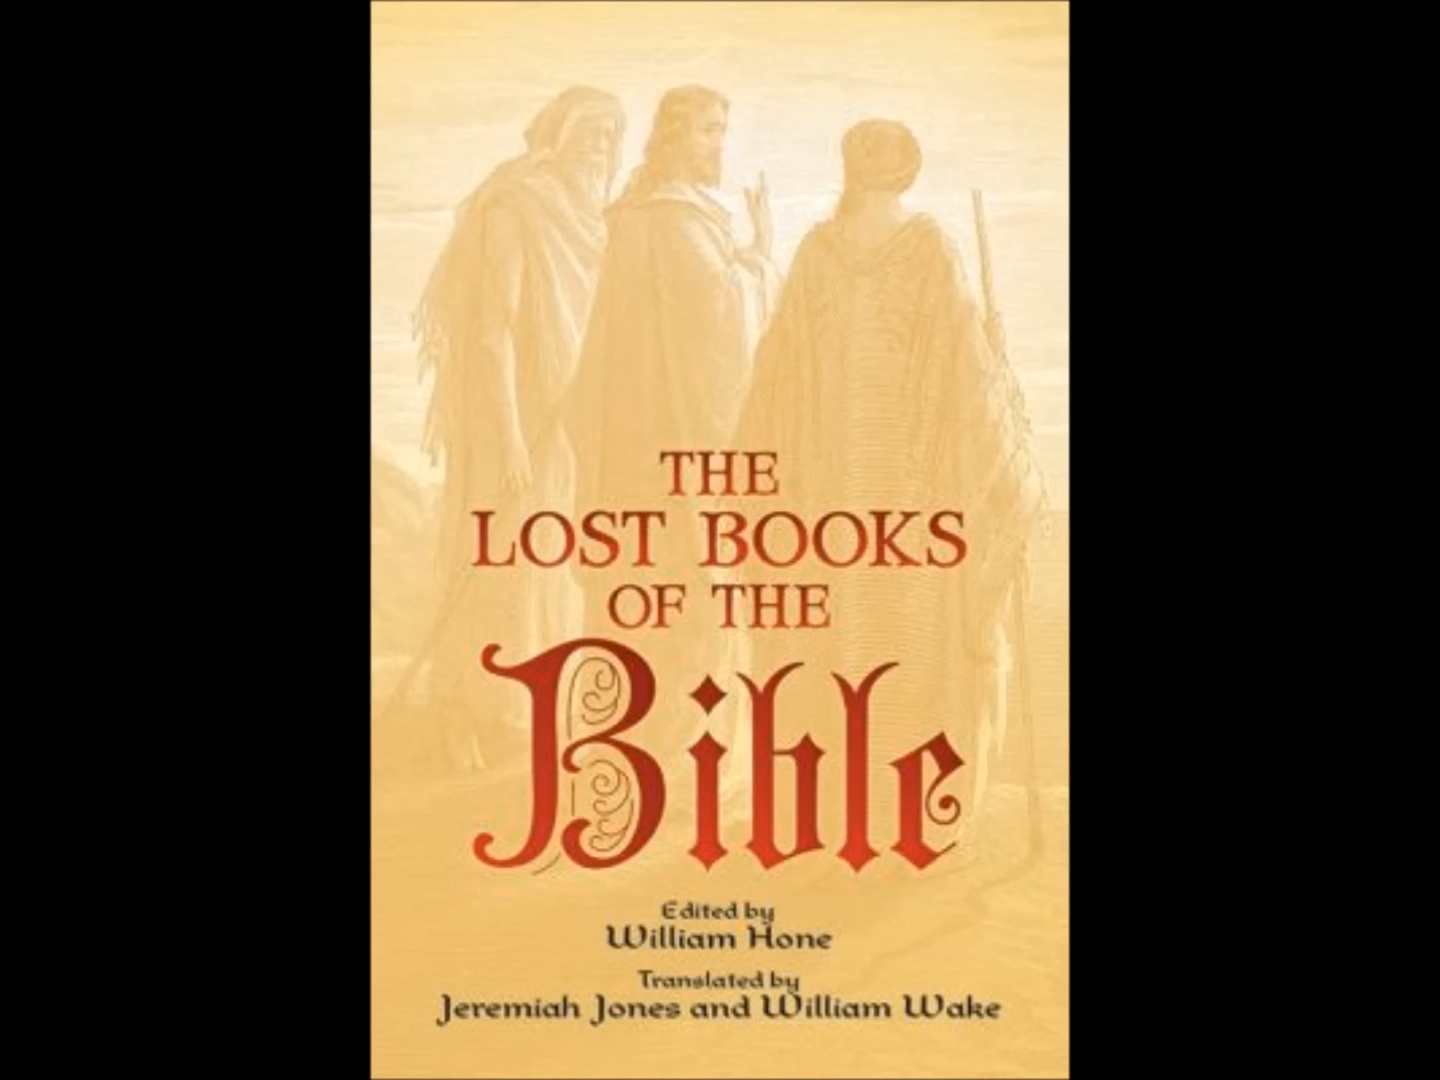 THE
LOST BOOKS
OF THE
Bible
Edited by
William Hone
Translated by
Jeremiah Jones and William Wake